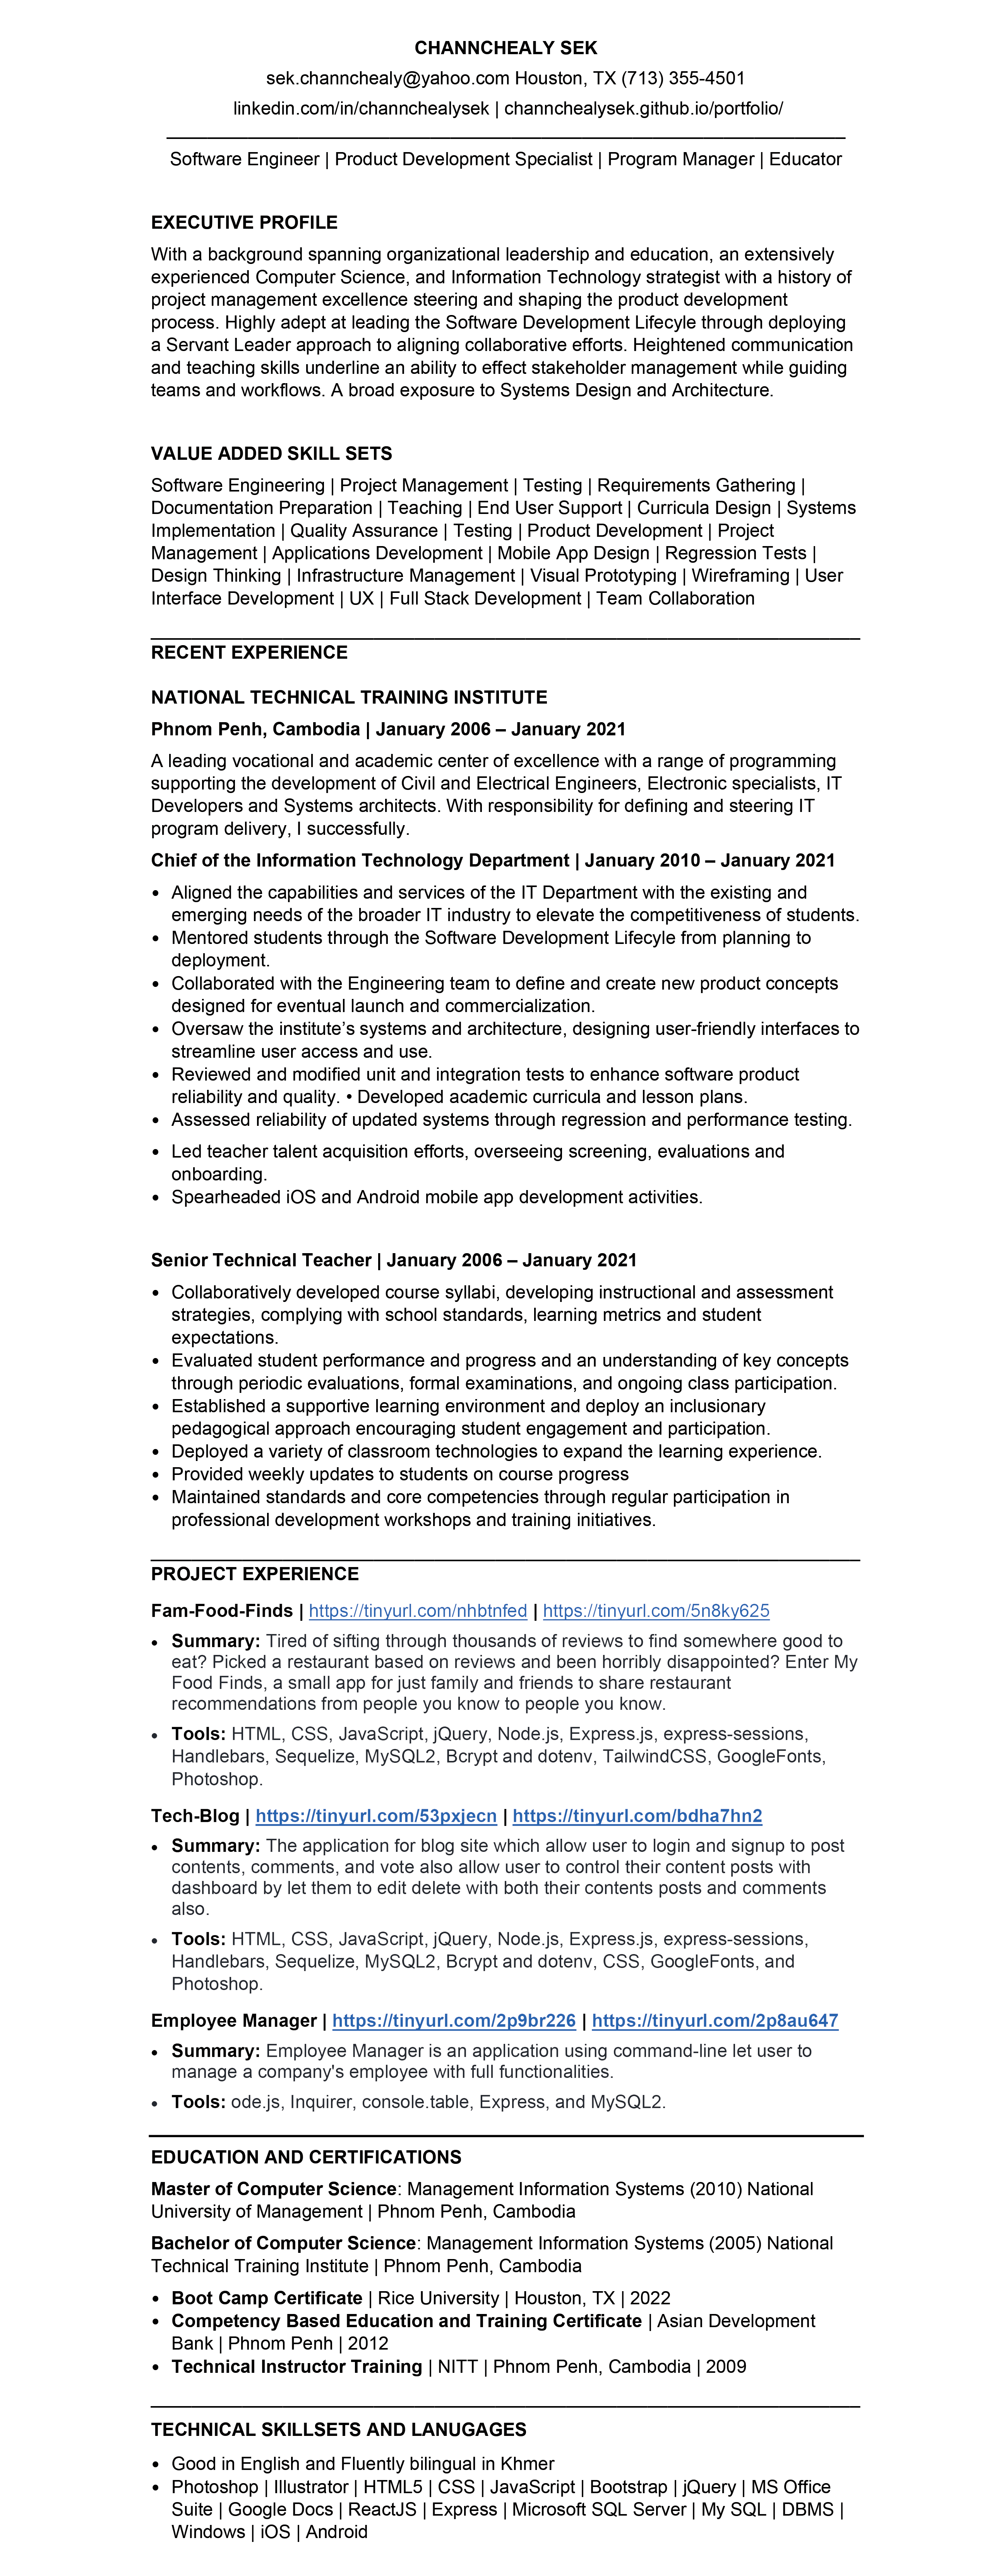 CHANNCHEALY SEK
sek.channchealy@yahoo.com Houston, TX (713) 355-4501
linkedin.com/in/channchealysek | channchealysek.github.io/portfolio/
Software Engineer | Product Development Specialist | Program Manager | Educator
EXECUTIVE PROFILE
With a background spanning organizational leadership and education, an extensively
experienced Computer Science, and Information Technology strategist with a history of
project management excellence steering and shaping the product development
process. Highly adept at leading the Software Development Lifecyle through deploying
a Servant Leader approach to aligning collaborative efforts. Heightened communication
and teaching skills underline an ability to effect stakeholder management while guiding
teams and workflows. A broad exposure to Systems Design and Architecture.
VALUE ADDED SKILL SETS
Software Engineering | Project Management | Testing | Requirements Gathering |
Documentation Preparation | Teaching | End User Support | Curricula Design | Systems
Implementation | Quality Assurance | Testing | Product Development | Project
Management | Applications Development | Mobile App Design | Regression Tests |
Design Thinking | Infrastructure Management | Visual Prototyping | Wireframing | User
Interface Development | UX | Full Stack Development | Team Collaboration
RECENT EXPERIENCE
NATIONAL TECHNICAL TRAINING INSTITUTE
Phnom Penh, Cambodia | January 2006 – January 2021
A leading vocational and academic center of excellence with a range of programming
supporting the development of Civil and Electrical Engineers, Electronic specialists, IT
Developers and Systems architects. With responsibility for defining and steering IT
program delivery, I successfully.
Chief of the Information Technology Department | January 2010 – January 2021
• Aligned the capabilities and services of the IT Department with the existing and
emerging needs of the broader IT industry to elevate the competitiveness of students.
• Mentored students through the Software Development Lifecyle from planning to
deployment.
• Collaborated with the Engineering team to define and create new product concepts
designed for eventual launch and commercialization.
• Oversaw the institute’s systems and architecture, designing user-friendly interfaces to
streamline user access and use.
• Reviewed and modified unit and integration tests to enhance software product
reliability and quality. • Developed academic curricula and lesson plans.
• Assessed reliability of updated systems through regression and performance testing.
• Led teacher talent acquisition efforts, overseeing screening, evaluations and
onboarding.
• Spearheaded iOS and Android mobile app development activities.
Senior Technical Teacher | January 2006 – January 2021
• Collaboratively developed course syllabi, developing instructional and assessment
strategies, complying with school standards, learning metrics and student
expectations.
• Evaluated student performance and progress and an understanding of key concepts
through periodic evaluations, formal examinations, and ongoing class participation.
• Established a supportive learning environment and deploy an inclusionary
pedagogical approach encouraging student engagement and participation.
• Deployed a variety of classroom technologies to expand the learning experience.
• Provided weekly updates to students on course progress
• Maintained standards and core competencies through regular participation in
professional development workshops and training initiatives.
PROJECT EXPERIENCE
Fam-Food-Finds | https://tinyurl.com/nhbtnfed | https://tinyurl.com/5n8ky625
• Summary: Tired of sifting through thousands of reviews to find somewhere good to
eat? Picked a restaurant based on reviews and been horribly disappointed? Enter My
Food Finds, a small app for just family and friends to share restaurant
recommendations from people you know to people you know.
• Tools: HTML, CSS, JavaScript, jQuery, Node.js, Express.js, express-sessions,
Handlebars, Sequelize, MySQL2, Bcrypt and dotenv, TailwindCSS, GoogleFonts,
Photoshop.
Tech-Blog | https://tinyurl.com/53pxjecn | https://tinyurl.com/bdha7hn2
• Summary: The application for blog site which allow user to login and signup to post
contents, comments, and vote also allow user to control their content posts with
dashboard by let them to edit delete with both their contents posts and comments
also.
• Tools: HTML, CSS, JavaScript, jQuery, Node.js, Express.js, express-sessions,
Handlebars, Sequelize, MySQL2, Bcrypt and dotenv, CSS, GoogleFonts, and
Photoshop.
Employee Manager | https://tinyurl.com/2p9br226 | https://tinyurl.com/2p8au647
• Summary: Employee Manager is an application using command-line let user to
manage a company's employee with full functionalities.
• Tools: ode.js, Inquirer, console.table, Express, and MySQL2.
EDUCATION AND CERTIFICATIONS
Master of Computer Science: Management Information Systems (2010) National
University of Management | Phnom Penh, Cambodia
Bachelor of Computer Science: Management Information Systems (2005) National
Technical Training Institute | Phnom Penh, Cambodia
• Boot Camp Certificate | Rice University | Houston, TX | 2022
• Competency Based Education and Training Certificate | Asian Development
Bank | Phnom Penh | 2012
• Technical Instructor Training | NITT | Phnom Penh, Cambodia | 2009
TECHNICAL SKILLSETS AND LANUGAGES
• Good in English and Fluently bilingual in Khmer
• Photoshop | Illustrator | HTML5 | CSS | JavaScript | Bootstrap | jQuery | MS Office
Suite | Google Docs | ReactJS | Express | Microsoft SQL Server | My SQL | DBMS |
Windows | iOS | Android